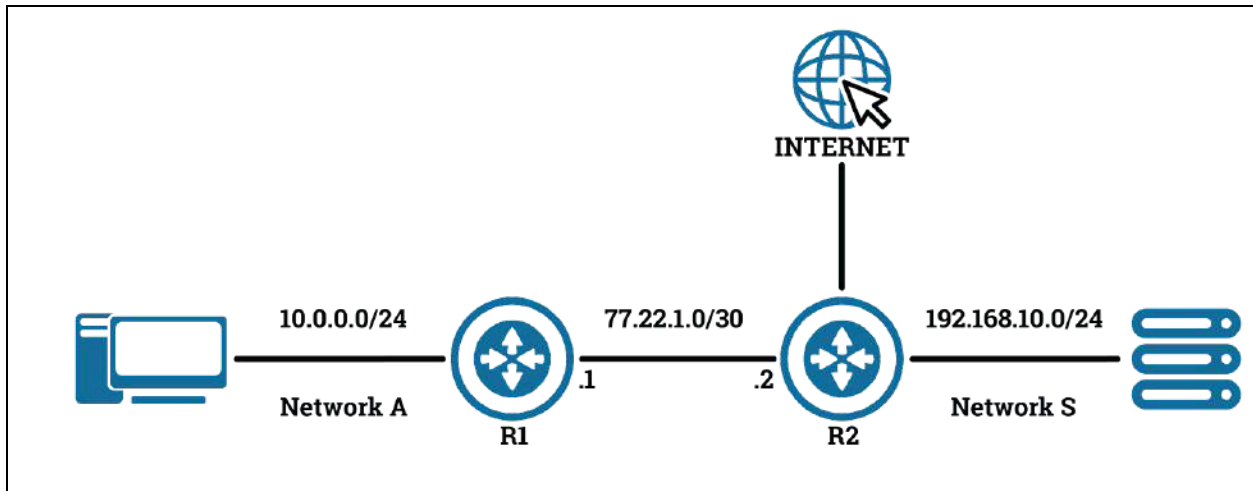 INTERNET
10.0.0.0/24
77.22.1.0/30
192.168.10.0/24
.1
.2
Network A
Network S
R1
R2